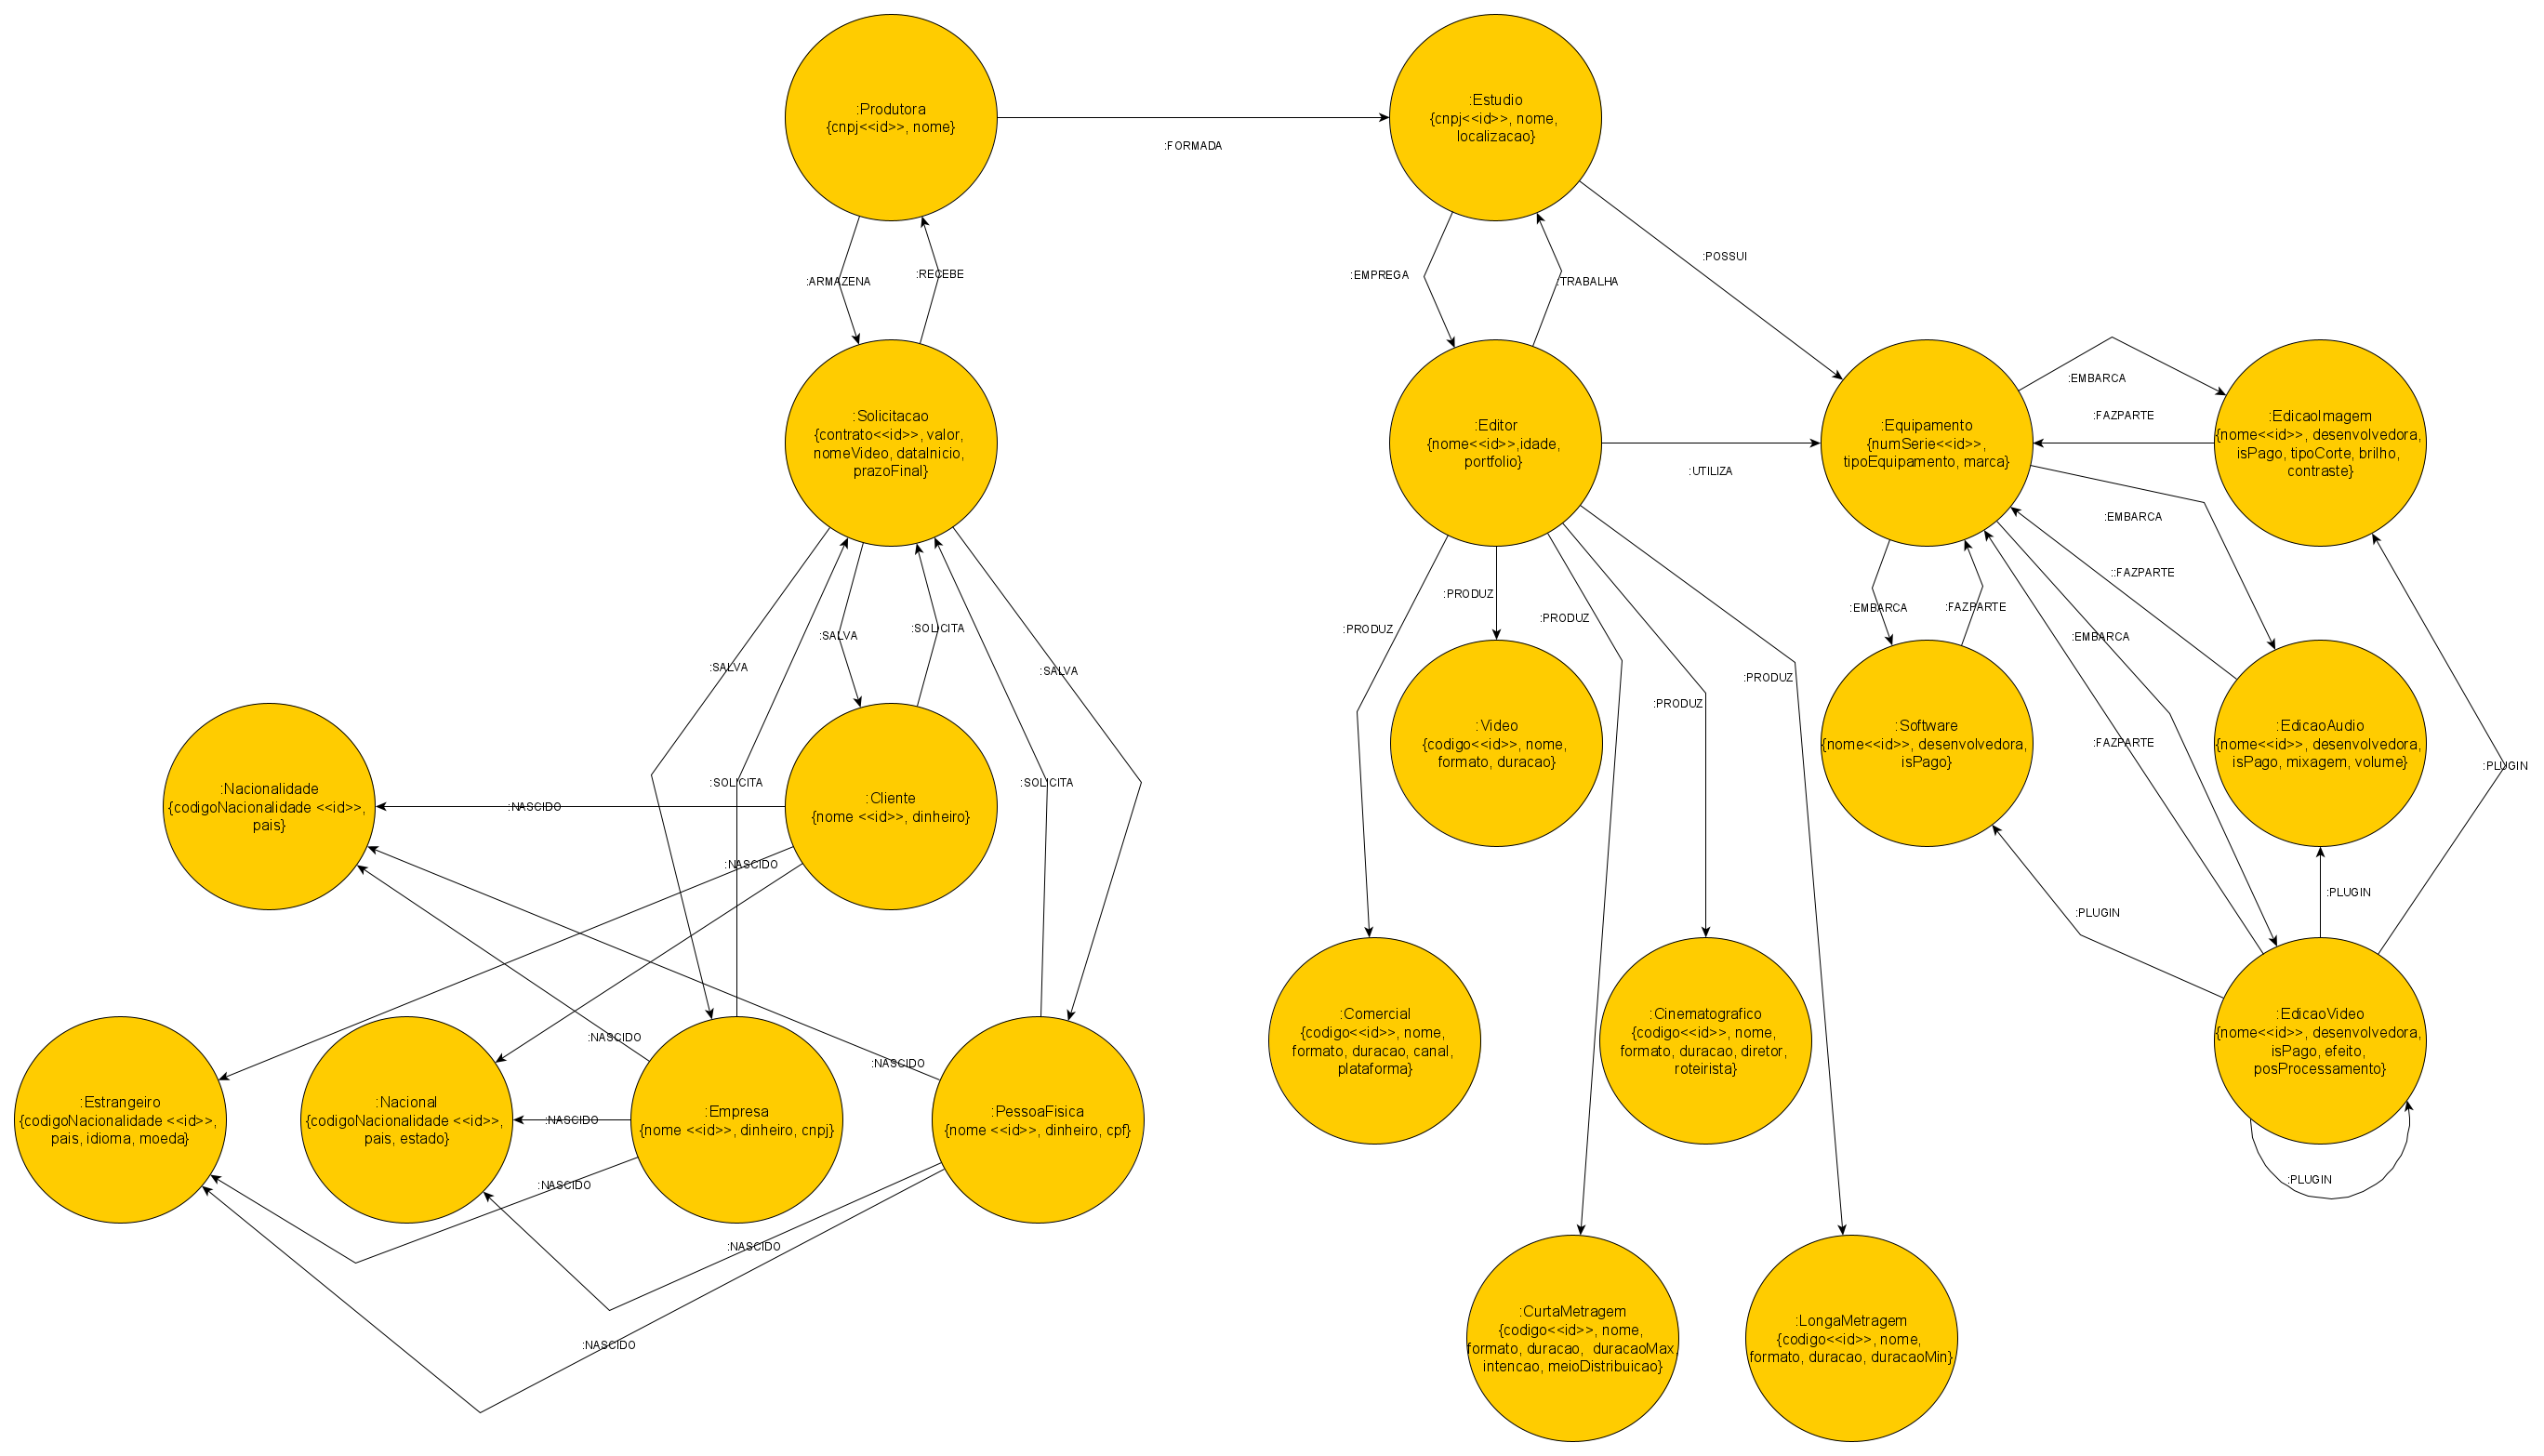 :Produtora
{cnpj<<id>>, nome}
:Estudio
{cnpj<<id>>, nome,
localizacao}
:FORMADA
:ARMAZENA
:RECEBE
:EMPREGA
:TRABALHA
:POSSUI
:Solicitacao
{contrato<<id>>, valor,
nomeVideo, dataInicio,
prazoFinal}
:Editor
{nome<<id>>,idade,
portfolio}
:UTILIZA
:Equipamento
{numSerie<<id>>,
tipoEquipamento, marca}
:EMBARCA
:FAZPARTE
:EdicaoImagem
{nome<<id>>, desenvolvedora,
isPago, tipoCorte, brilho,
contraste}
:EMBARCA
::FAZPARTE
:EMBARCA
:FAZPARTE
:EMBARCA
:FAZPARTE
:PLUGIN
:SALVA
:SALVA
:SOLICITA
:SALVA
:SOLICITA
:SOLICITA
:PRODUZ
:PRODUZ
:PRODUZ
:PRODUZ
:PRODUZ
:Video
{codigo<<id>>, nome,
formato, duracao}
:Software
{nome<<id>>, desenvolvedora,
isPago}
:EdicaoAudio
{nome<<id>>, desenvolvedora,
isPago, mixagem, volume}
:Nacionalidade
{codigoNacionalidade <<id>>,
pais}
:NASCIDO
:Cliente
{nome <<id>>, dinheiro}
:NASCIDO
:PLUGIN
:PLUGIN
:NASCIDO
:NASCIDO
:Estrangeiro
{codigoNacionalidade <<id>>,
pais, idioma, moeda}
:Nacional
{codigoNacionalidade <<id>>,
pais, estado}
:NASCIDO
:Empresa
{nome <<id>>, dinheiro, cnpj}
:PessoaFisica
{nome <<id>>, dinheiro, cpf}
:Comercial
{codigo<<id>>, nome,
formato, duracao, canal,
plataforma}
:Cinematografico
{codigo<<id>>, nome,
formato, duracao, diretor,
roteirista}
:EdicaoVideo
{nome<<id>>, desenvolvedora,
isPago, efeito,
posProcessamento}
:PLUGIN
:NASCIDO
:NASCIDO
:NASCIDO
:CurtaMetragem
{codigo<<id>>, nome,
formato, duracao,  duracaoMax,
intencao, meioDistribuicao}
:LongaMetragem
{codigo<<id>>, nome,
formato, duracao, duracaoMin}